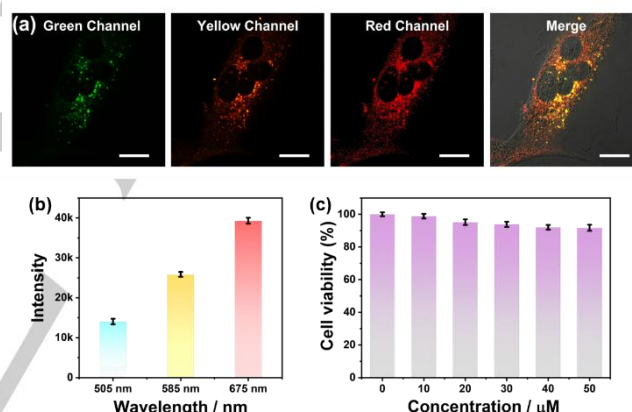 (a) Green Channel Yellow Channel Red Channel Merge
(b) (c)
40k
30k
20k
10k
0
Intensity
505 nm 585 nm 675 nm
Wavelength / nm
100
80
60
40
20
0
Cell viability (%)
0 10 20 30 40 50
Concentration / µM